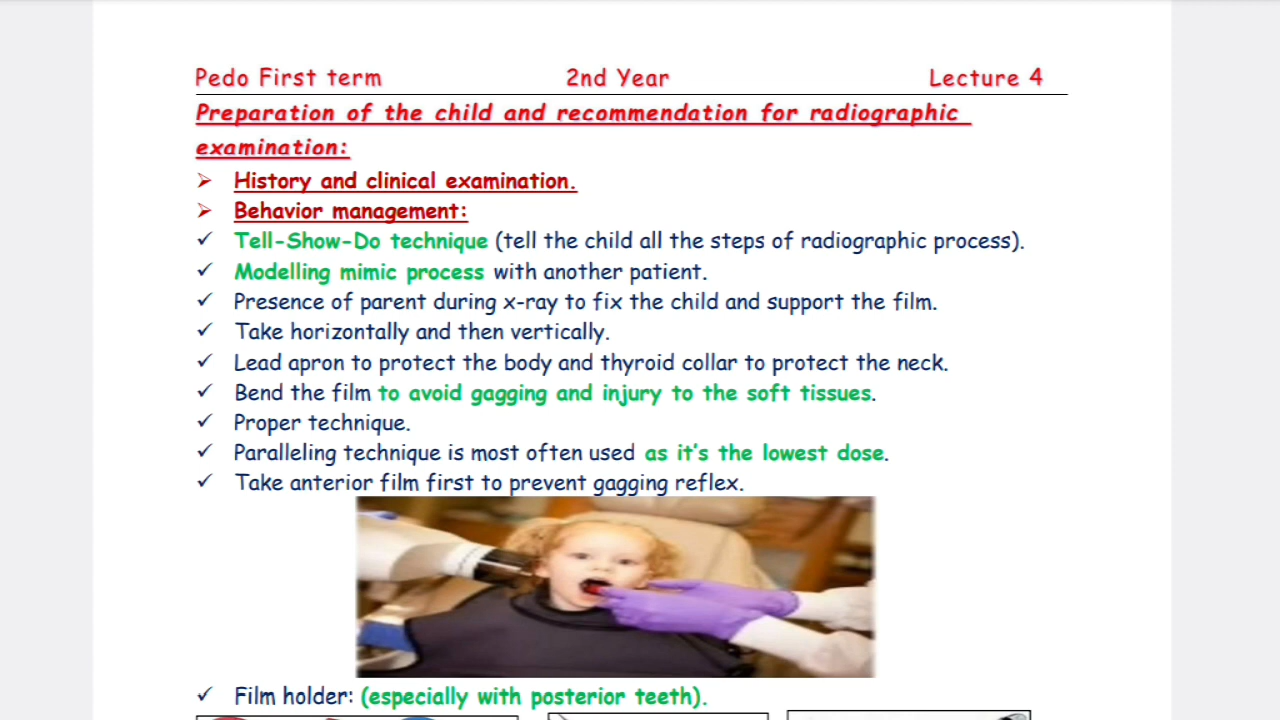 Pedo First term 2nd Year Lecture 4
Preparation of the child and recommendation for radiographic
examination:
➢ History and clinical examination.
➢ Behavior management:
✓ Tell-Show-Do technique (tell the child all the steps of radiographic process).
✓ Modelling mimic process with another patient.
✓ Presence of parent during x-ray to fix the child and support the film.
✓ Take horizontally and then vertically.
✓ Lead apron to protect the body and thyroid collar to protect the neck.
✓ Bend the film to avoid gagging and injury to the soft tissues.
✓ Proper technique.
✓ Paralleling technique is most often used as it's the lowest dose.
✓ Take anterior film first to prevent gagging reflex.
✓ Film holder: (especially with posterior teeth).